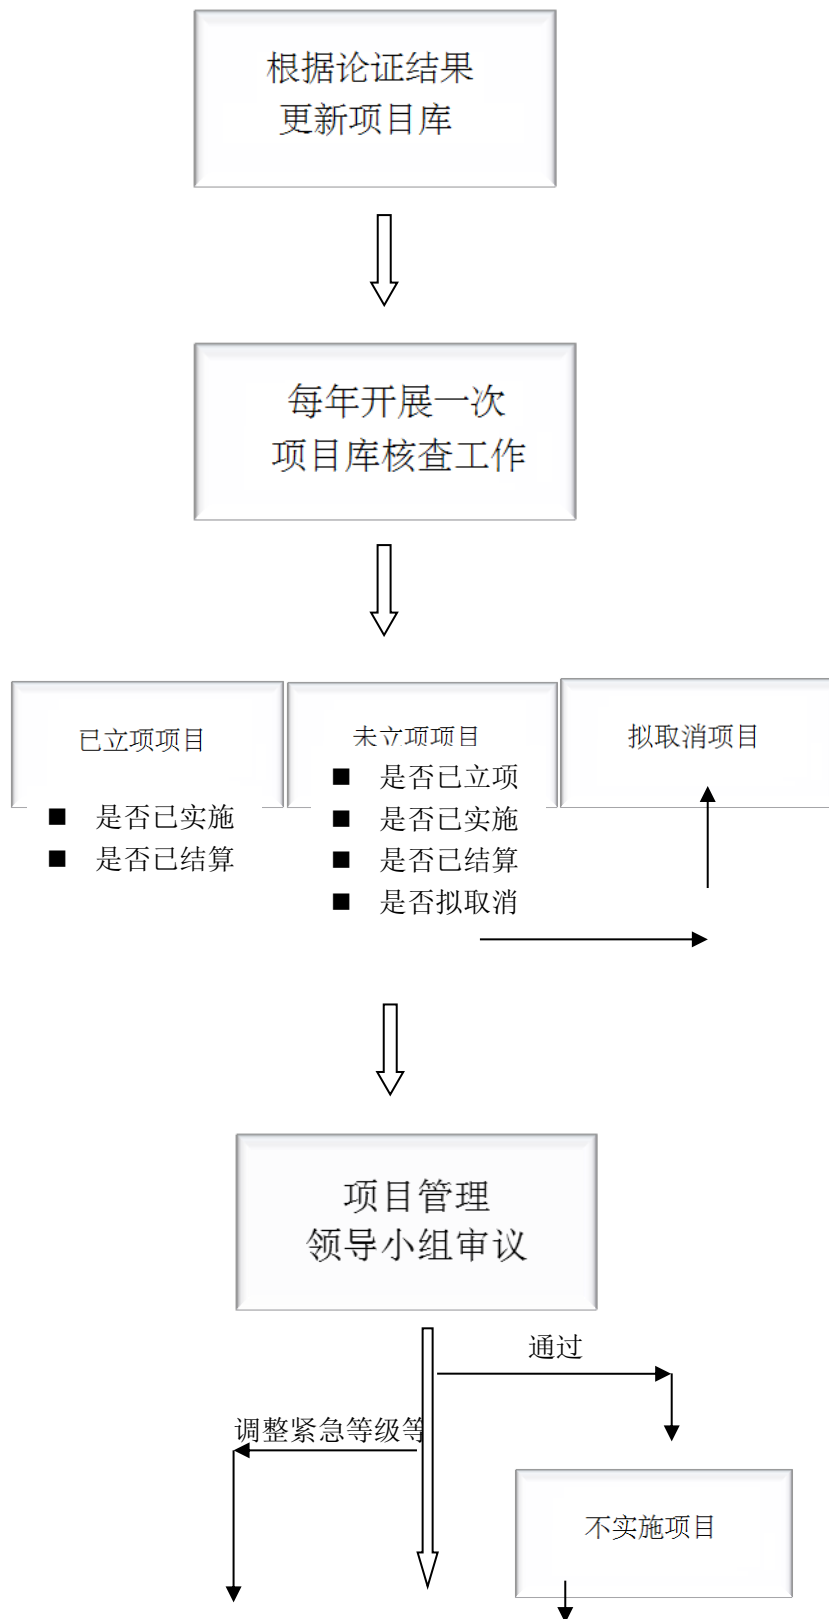 根据论证结果
更新项目库
每年开展一次
项目库核查工作
已立项项目
■ 是否已实施
■ 是否已结算
未立项项目
■ 是否已立项
■ 是否已实施
■ 是否已结算
■ 是否拟取消
拟取消项目
项目管理
领导小组审议
通过
调整紧急等级等
不实施项目